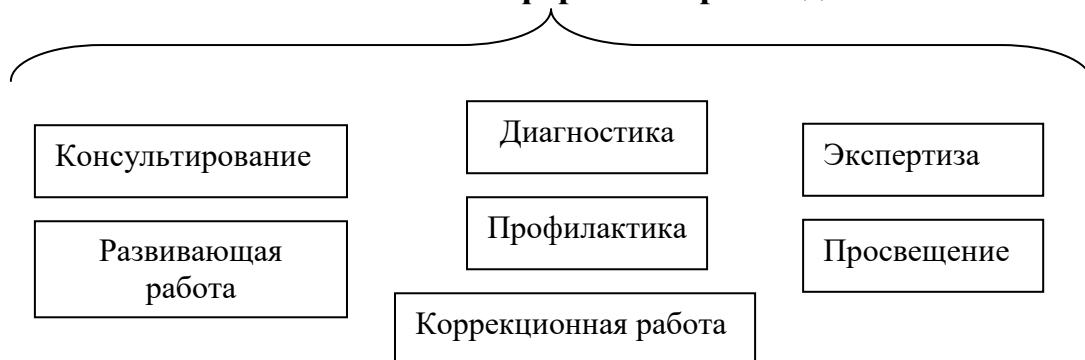 Консультирование
Диагностика
Экспертиза
Развивающая
работа
Профилактика
Просвещение
Коррекционная работа